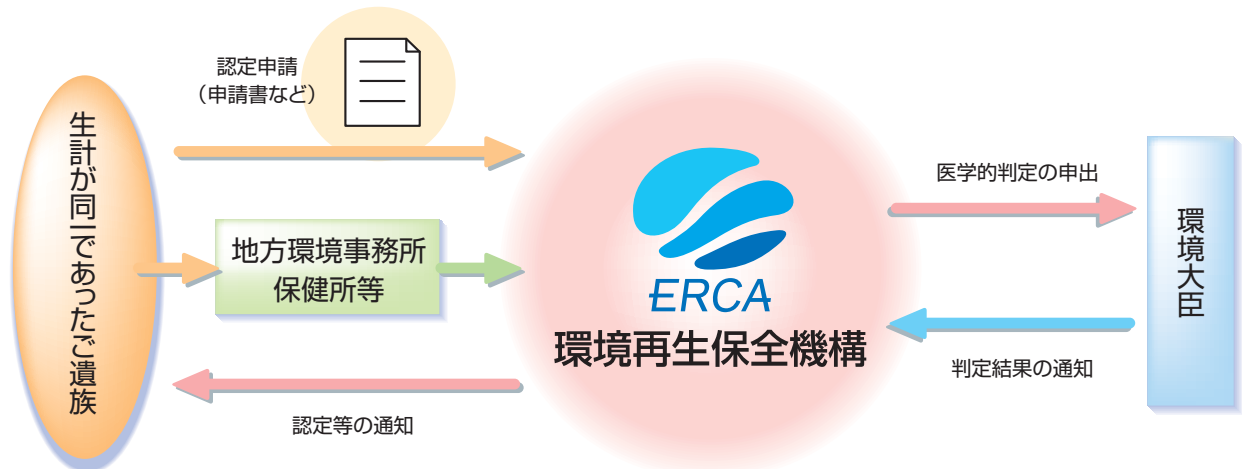 認定申請
（申請書など）
生計が同一であったご遺族
地方環境事務所
保健所等
認定等の通知
ERCA
環境再生保全機構
医学的判定の申出
判定結果の通知
環境大臣